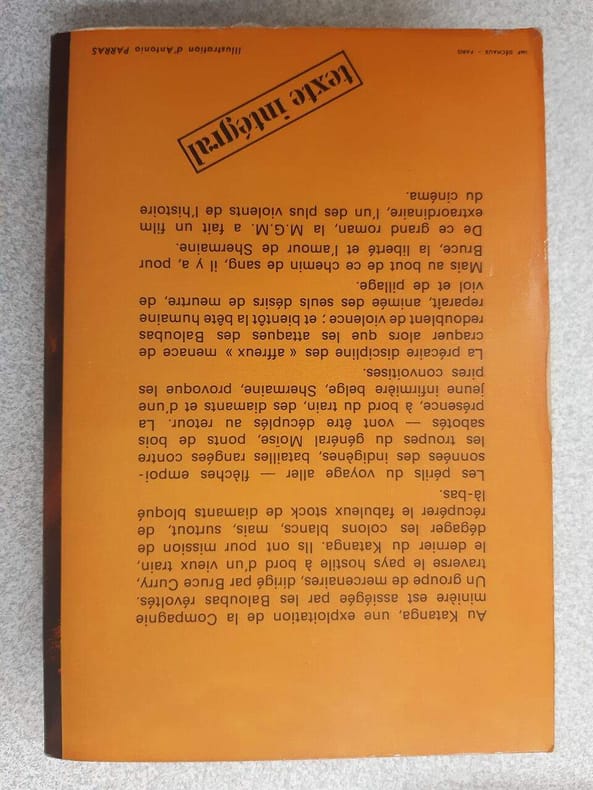 Au Katanga, une exploitation de la Compagnie
minière est assiégée par les Baloubas révoltés.
Un groupe de mercenaires, dirigé par Bruce Curry,
traverse le pays hostile à bord d'un vieux train,
le dernier du Katanga. Ils ont pour mission de
dégager les colons blancs, mais, surtout, de
récupérer le fabuleux stock de diamants bloqué
là-bas.
Les périls du voyage aller — flèches empoi-
sonnées des indigènes, batailles rangées contre
les troupes du général Moïse, ponts de bois
sabotés — vont être décuplés au retour. La
présence, à bord du train, des diamants et d'une
jeune infirmière belge, Shermaine, provoque les
pires convoitises.
La précaire discipline des « affreux » menace de
craquer alors que les attaques des Baloubas
redoublent de violence ; et bientôt la bête humaine
reparaît, animée des seuls désirs de meurtre, de
viol et de pillage.
Mais au bout de ce chemin de sang, il y a, pour
Bruce, la liberté et l'amour de Shermaine.
De ce grand roman, la M.G.M. a fait un film
extraordinaire, l'un des plus violents de l'histoire
du cinéma.
texte intégral
IMP. DÉCHAUX - PARIS
Illustration d'Antonio PARRAS